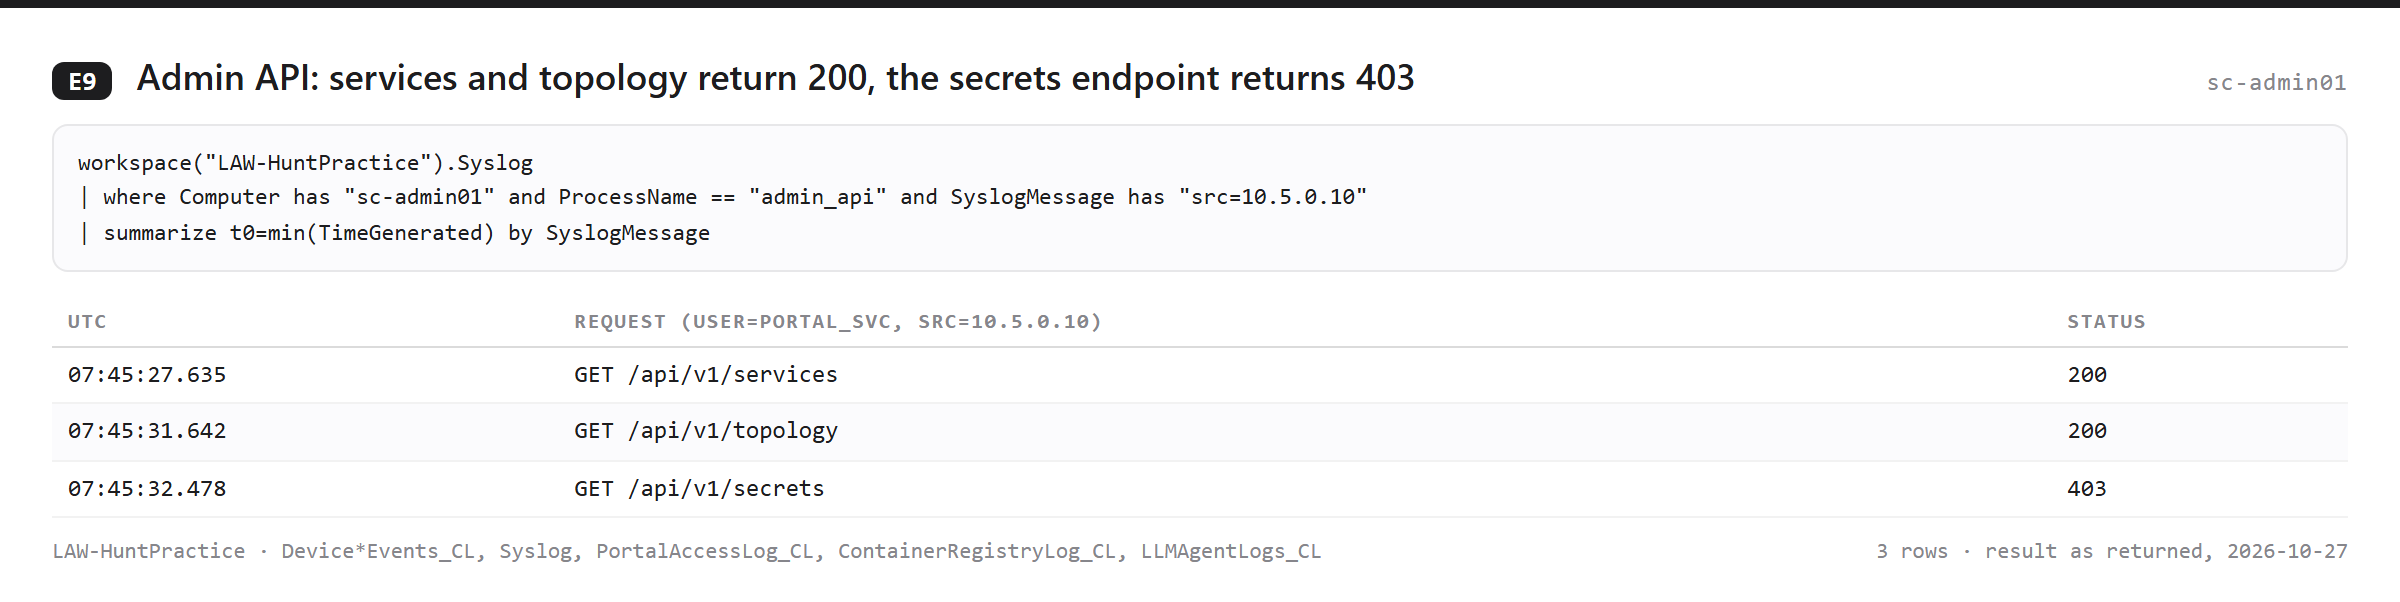 E9 Admin API: services and topology return 200, the secrets endpoint returns 403 sc-admin01
workspace("LAW-HuntPractice").Syslog
| where Computer has "sc-admin01" and ProcessName == "admin_api" and SyslogMessage has "src=10.5.0.10"
| summarize t0=min(TimeGenerated) by SyslogMessage
UTC REQUEST (USER=PORTAL_SVC, SRC=10.5.0.10) STATUS
07:45:27.635 GET /api/v1/services 200
07:45:31.642 GET /api/v1/topology 200
07:45:32.478 GET /api/v1/secrets 403
LAW-HuntPractice · Device*Events_CL, Syslog, PortalAccessLog_CL, ContainerRegistryLog_CL, LLMAgentLogs_CL 3 rows · result as returned, 2026-10-27